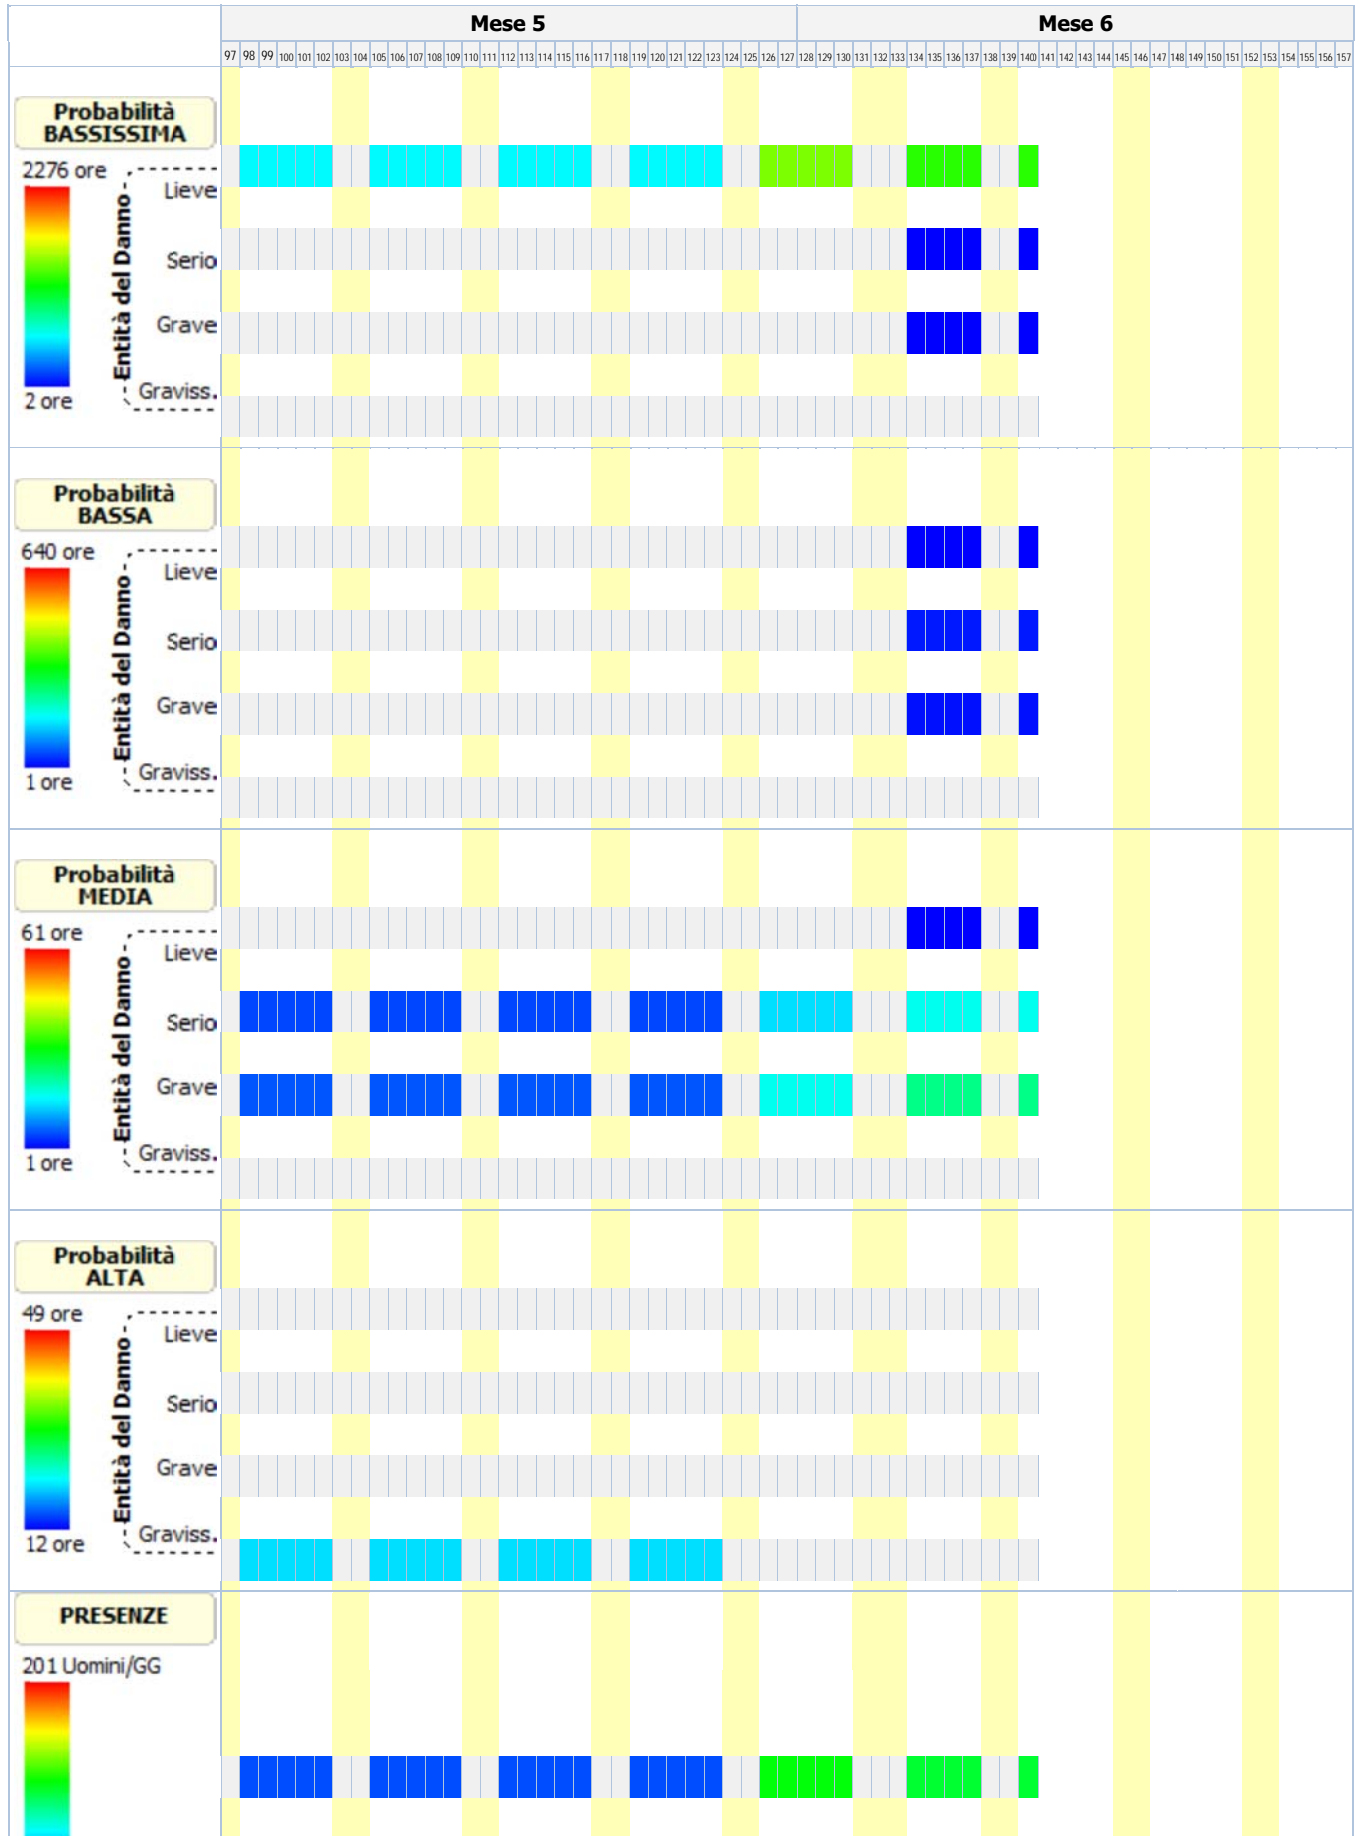 Mese 5 Mese 6
97 98 99 100 101 102 103 104 105 106 107 108 109 110 111 112 113 114 115 116 117 118 119 120 121 122 123 124 125 126 127 128 129 130 131 132 133 134 135 136 137 138 139 140 141 142 143 144 145 146 147 148 149 150 151 152 153 154 155 156 157
Probabilità
BASSISSIMA
2276 ore
Entità del Danno
Lieve
Serio
Grave
Graviss.
2 ore
Probabilità
BASSA
640 ore
Entità del Danno
Lieve
Serio
Grave
Graviss.
1 ore
Probabilità
MEDIA
61 ore
Entità del Danno
Lieve
Serio
Grave
Graviss.
1 ore
Probabilità
ALTA
49 ore
Entità del Danno
Lieve
Serio
Grave
Graviss.
12 ore
PRESENZE
201 Uomini/GG